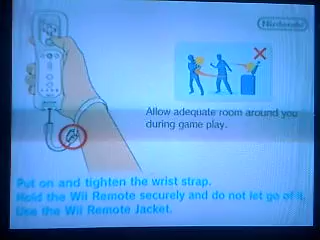 Nintendo
Allow adequate room around you
during game play.
Put on and tighten the wrist strap.
Hold the Wii Remote securely and do not let go of it.
Use the Wii Remote Jacket.